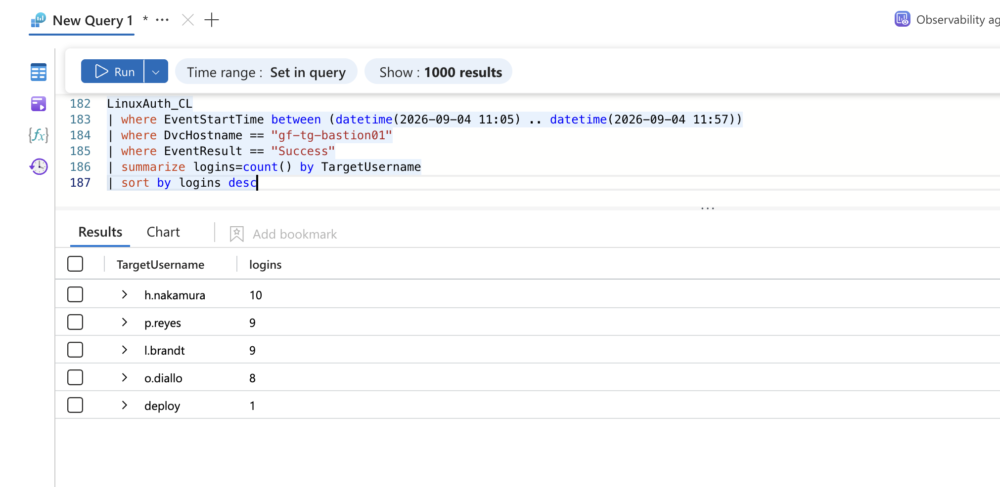 New Query 1 * ...
Observability ag
Run
Time range : Set in query
Show : 1000 results
182 LinuxAuth_CL
183 | where EventStartTime between (datetime(2026-09-04 11:05) .. datetime(2026-09-04 11:57))
184 | where DvcHostname == "gf-tg-bastion01"
185 | where EventResult == "Success"
186 | summarize logins=count() by TargetUsername
187 | sort by logins desc
Results Chart Add bookmark
TargetUsername logins
h.nakamura 10
p.reyes 9
l.brandt 9
o.diallo 8
deploy 1